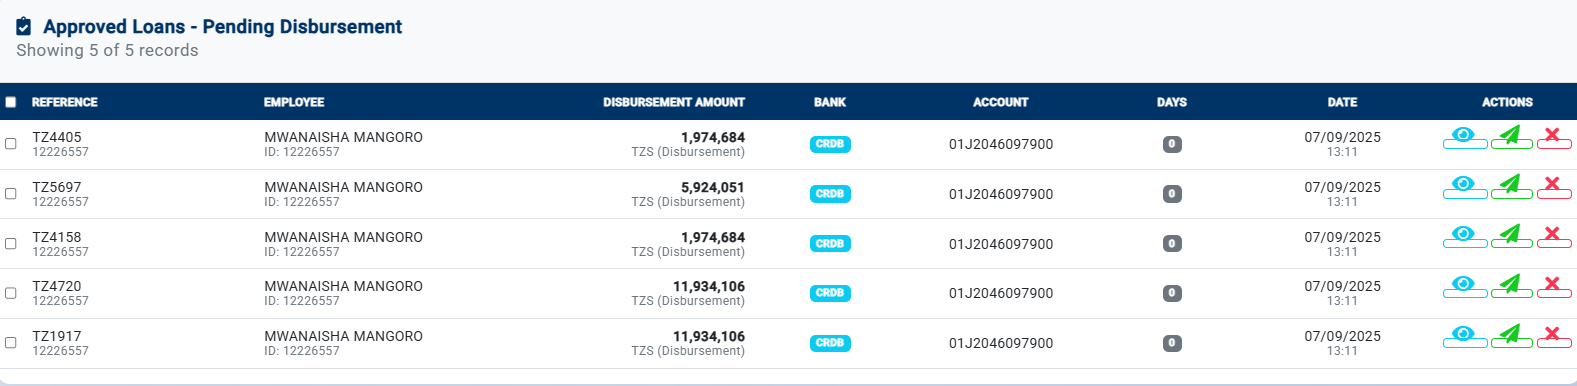 Approved Loans - Pending Disbursement
Showing 5 of 5 records
REFERENCE EMPLOYEE DISBURSEMENT AMOUNT BANK ACCOUNT DAYS DATE ACTIONS
TZ4405 MWANAISHA MANGORO 1,974,684 CRDB 01J2046097900 0 07/09/2025
12226557 ID: 12226557 TZS (Disbursement) 13:11
TZ5697 MWANAISHA MANGORO 5,924,051 CRDB 01J2046097900 0 07/09/2025
12226557 ID: 12226557 TZS (Disbursement) 13:11
TZ4158 MWANAISHA MANGORO 1,974,684 CRDB 01J2046097900 0 07/09/2025
12226557 ID: 12226557 TZS (Disbursement) 13:11
TZ4720 MWANAISHA MANGORO 11,934,106 CRDB 01J2046097900 0 07/09/2025
12226557 ID: 12226557 TZS (Disbursement) 13:11
TZ1917 MWANAISHA MANGORO 11,934,106 CRDB 01J2046097900 0 07/09/2025
12226557 ID: 12226557 TZS (Disbursement) 13:11